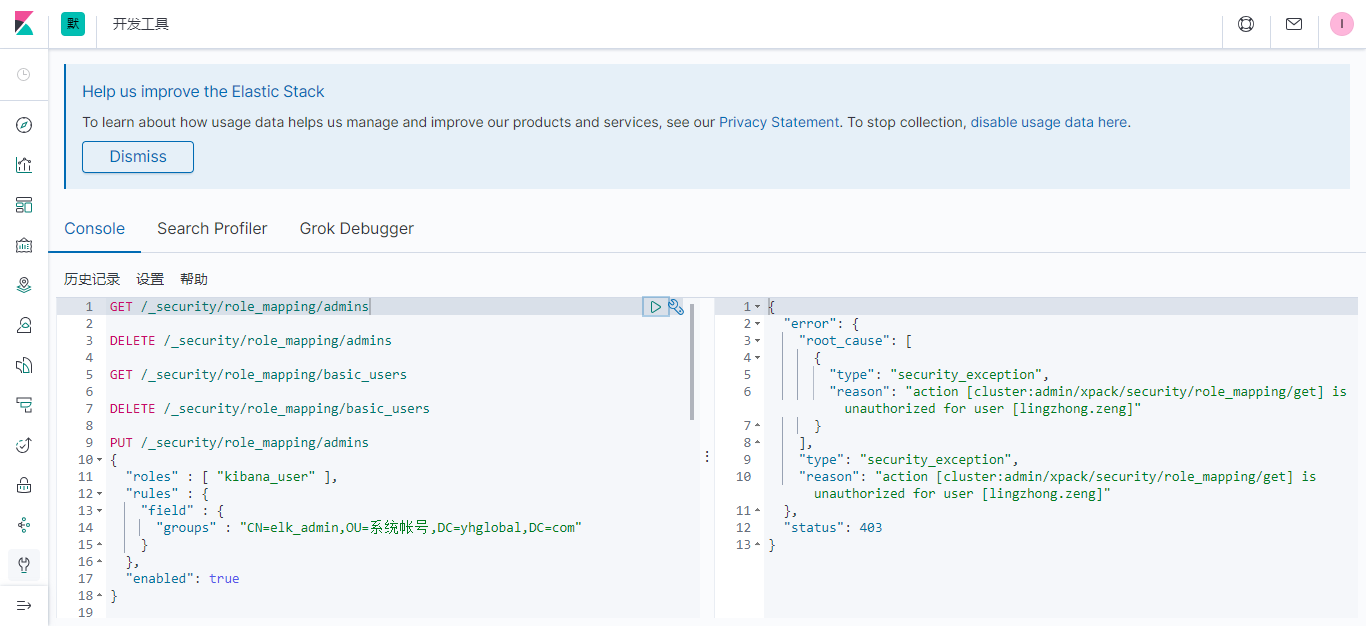 默 开发工具 I
Help us improve the Elastic Stack
To learn about how usage data helps us manage and improve our products and services, see our Privacy Statement. To stop collection, disable usage data here.
Dismiss
Console Search Profiler Grok Debugger
历史记录 设置 帮助
1 GET /_security/role_mapping/admins
2
3 DELETE /_security/role_mapping/admins
4
5 GET /_security/role_mapping/basic_users
6
7 DELETE /_security/role_mapping/basic_users
8
9 PUT /_security/role_mapping/admins
10 {
11 "roles" : [ "kibana_user" ],
12 "rules" : {
13 "field" : {
14 "groups" : "CN=elk_admin,OU=系统帐号,DC=yhglobal,DC=com"
15 }
16 },
17 "enabled": true
18 }
19
1 {
2 "error": {
3 "root_cause": [
4 {
5 "type": "security_exception",
6 "reason": "action [cluster:admin/xpack/security/role_mapping/get] is
unauthorized for user [lingzhong.zeng]"
7 }
8 ],
9 "type": "security_exception",
10 "reason": "action [cluster:admin/xpack/security/role_mapping/get] is
unauthorized for user [lingzhong.zeng]"
11 },
12 "status": 403
13 }